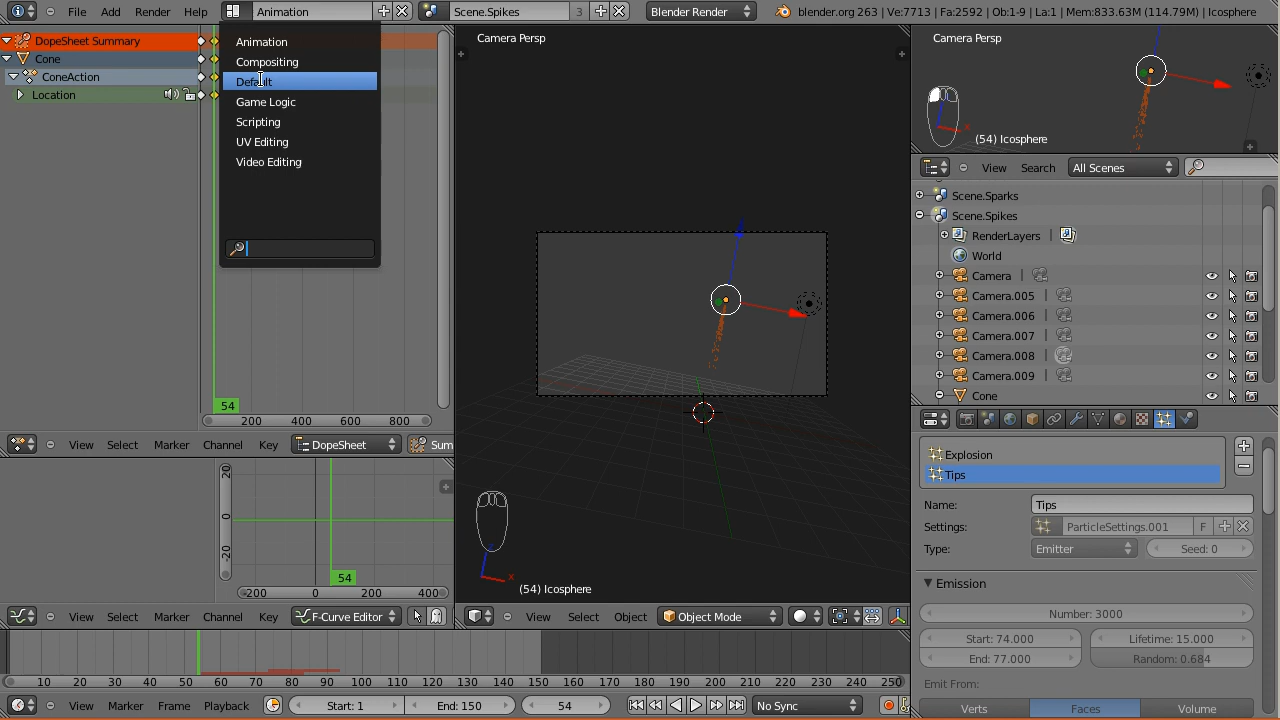 File Add Render Help Animation Scene.Spikes 3 Blender Render blender.org 263 | Ve:7713 | Fa:2592 | Ob:1-9 | La:1 | Mem:833.63M (114.79M) | Icosphere
DopeSheet Summary
Cone
ConeAction
Location
Animation
Compositing
Default
Game Logic
Scripting
UV Editing
Video Editing
54
200 400 600 800
View Select Marker Channel Key DopeSheet Sum
20
0
-20
54
-200 0 200 400
View Select Marker Channel Key F-Curve Editor
Camera Persp
(54) Icosphere
View Select Object Object Mode
Camera Persp
(54) Icosphere
View Search All Scenes
Scene.Sparks
Scene.Spikes
RenderLayers |
World
Camera |
Camera.005 |
Camera.006 |
Camera.007 |
Camera.008 |
Camera.009 |
Cone
Explosion
Tips
Name: Tips
Settings: ParticleSettings.001 F
Type: Emitter Seed: 0
Emission
Number: 3000
Start: 74.000 Lifetime: 15.000
End: 77.000 Random: 0.684
Emit From:
Verts Faces Volume
10 20 30 40 50 60 70 80 90 100 110 120 130 140 150 160 170 180 190 200 210 220 230 240 250
View Marker Frame Playback Start: 1 End: 150 54 No Sync